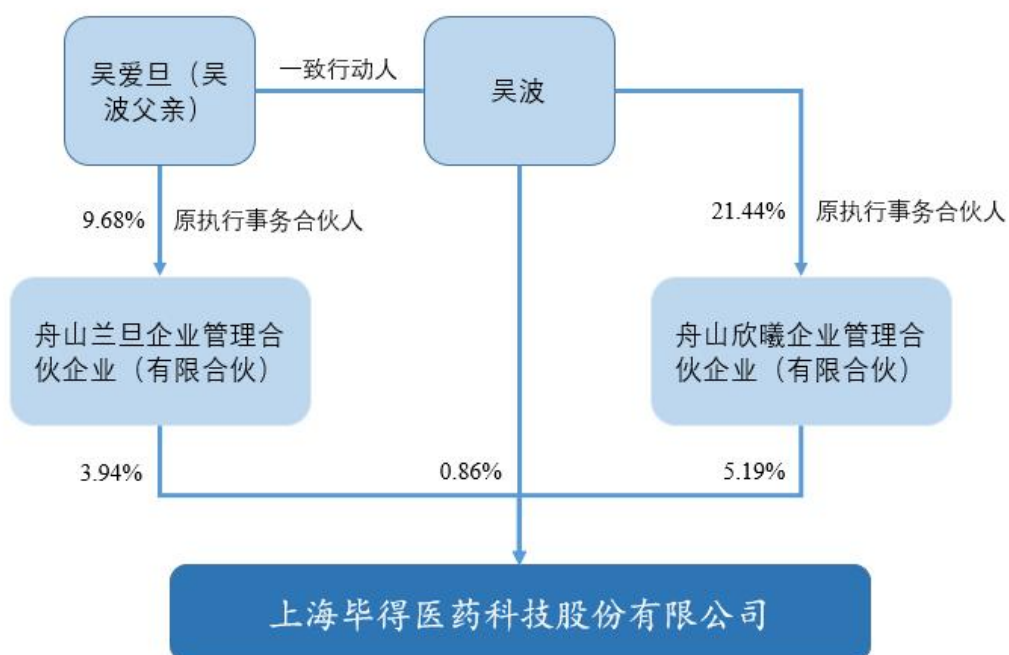 吴爱旦（吴
波父亲）
一致行动人
吴波
9.68%
原执行事务合伙人
21.44%
原执行事务合伙人
舟山兰旦企业管理合
伙企业（有限合伙）
舟山欣曦企业管理合
伙企业（有限合伙）
3.94%
0.86%
5.19%
上海毕得医药科技股份有限公司